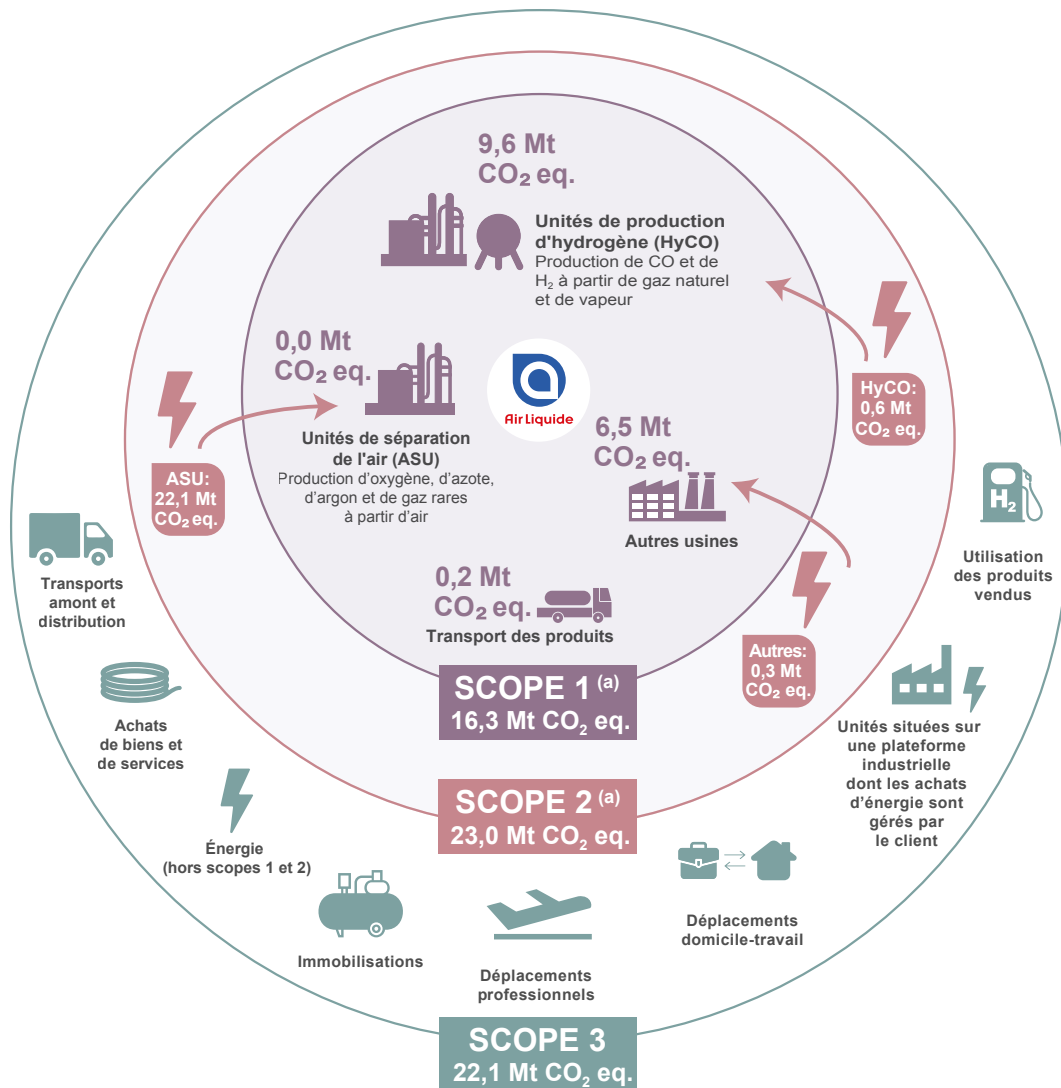 9,6 Mt
CO₂ eq.
Unités de production
d'hydrogène (HyCO)
Production de CO et de
H₂ à partir de gaz naturel
et de vapeur
0,0 Mt
CO₂ eq.
Unités de séparation
de l'air (ASU)
Production d'oxygène, d'azote,
d'argon et de gaz rares
à partir d'air
Air Liquide
6,5 Mt
CO₂ eq.
Autres usines
0,2 Mt
CO₂ eq.
Transport des produits
SCOPE 1 (a)
16,3 Mt CO₂ eq.
ASU:
22,1 Mt
CO₂ eq.
HyCO:
0,6 Mt
CO₂ eq.
Autres:
0,3 Mt
CO₂ eq.
SCOPE 2 (a)
23,0 Mt CO₂ eq.
Transports
amont et
distribution
Achats
de biens et
de services
Énergie
(hors scopes 1 et 2)
Immobilisations
Déplacements
professionnels
Déplacements
domicile-travail
Unités situées sur
une plateforme
industrielle
dont les achats
d'énergie sont
gérés par
le client
H₂
Utilisation
des produits
vendus
SCOPE 3
22,1 Mt CO₂ eq.